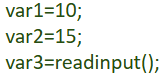 var1=10;
var2=15;
var3=readinput();